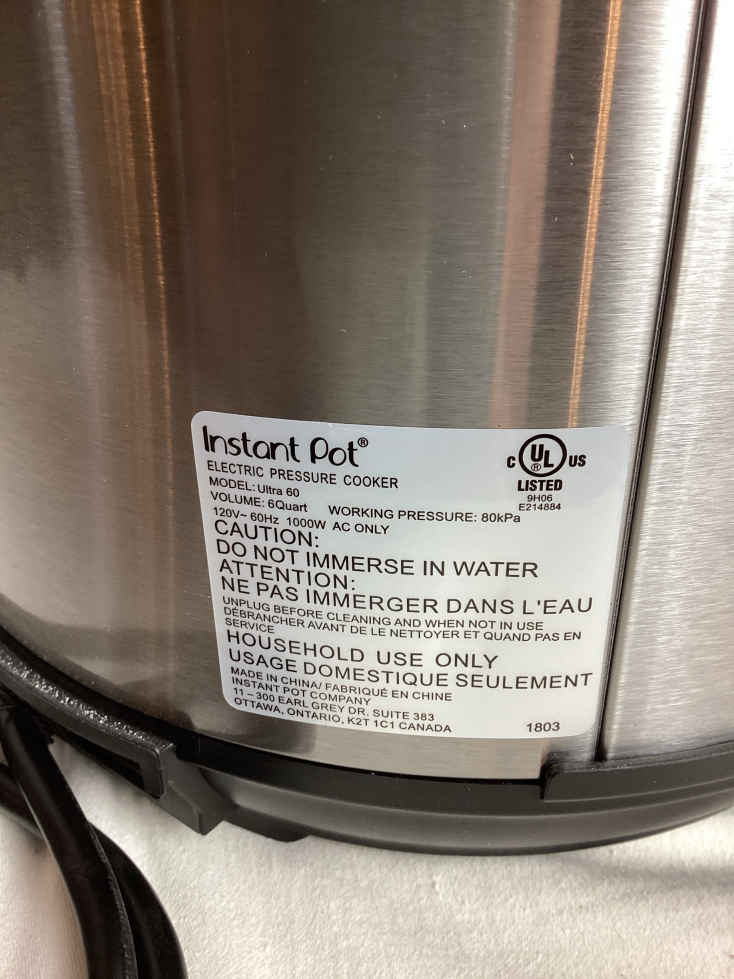 Instant Pot®
ELECTRIC PRESSURE COOKER
MODEL: Ultra 60
VOLUME: 6Quart WORKING PRESSURE: 80kPa
120V~ 60Hz 1000W AC ONLY
C UL ® US
LISTED
9H06
E214884
CAUTION:
DO NOT IMMERSE IN WATER
ATTENTION:
NE PAS IMMERGER DANS L'EAU
UNPLUG BEFORE CLEANING AND WHEN NOT IN USE
DÉBRANCHER AVANT DE LE NETTOYER ET QUAND PAS EN
SERVICE
HOUSEHOLD USE ONLY
USAGE DOMESTIQUE SEULEMENT
MADE IN CHINA/ FABRIQUÉ EN CHINE
INSTANT POT COMPANY
11 – 300 EARL GREY DR. SUITE 383
OTTAWA, ONTARIO, K2T 1C1 CANADA
1803